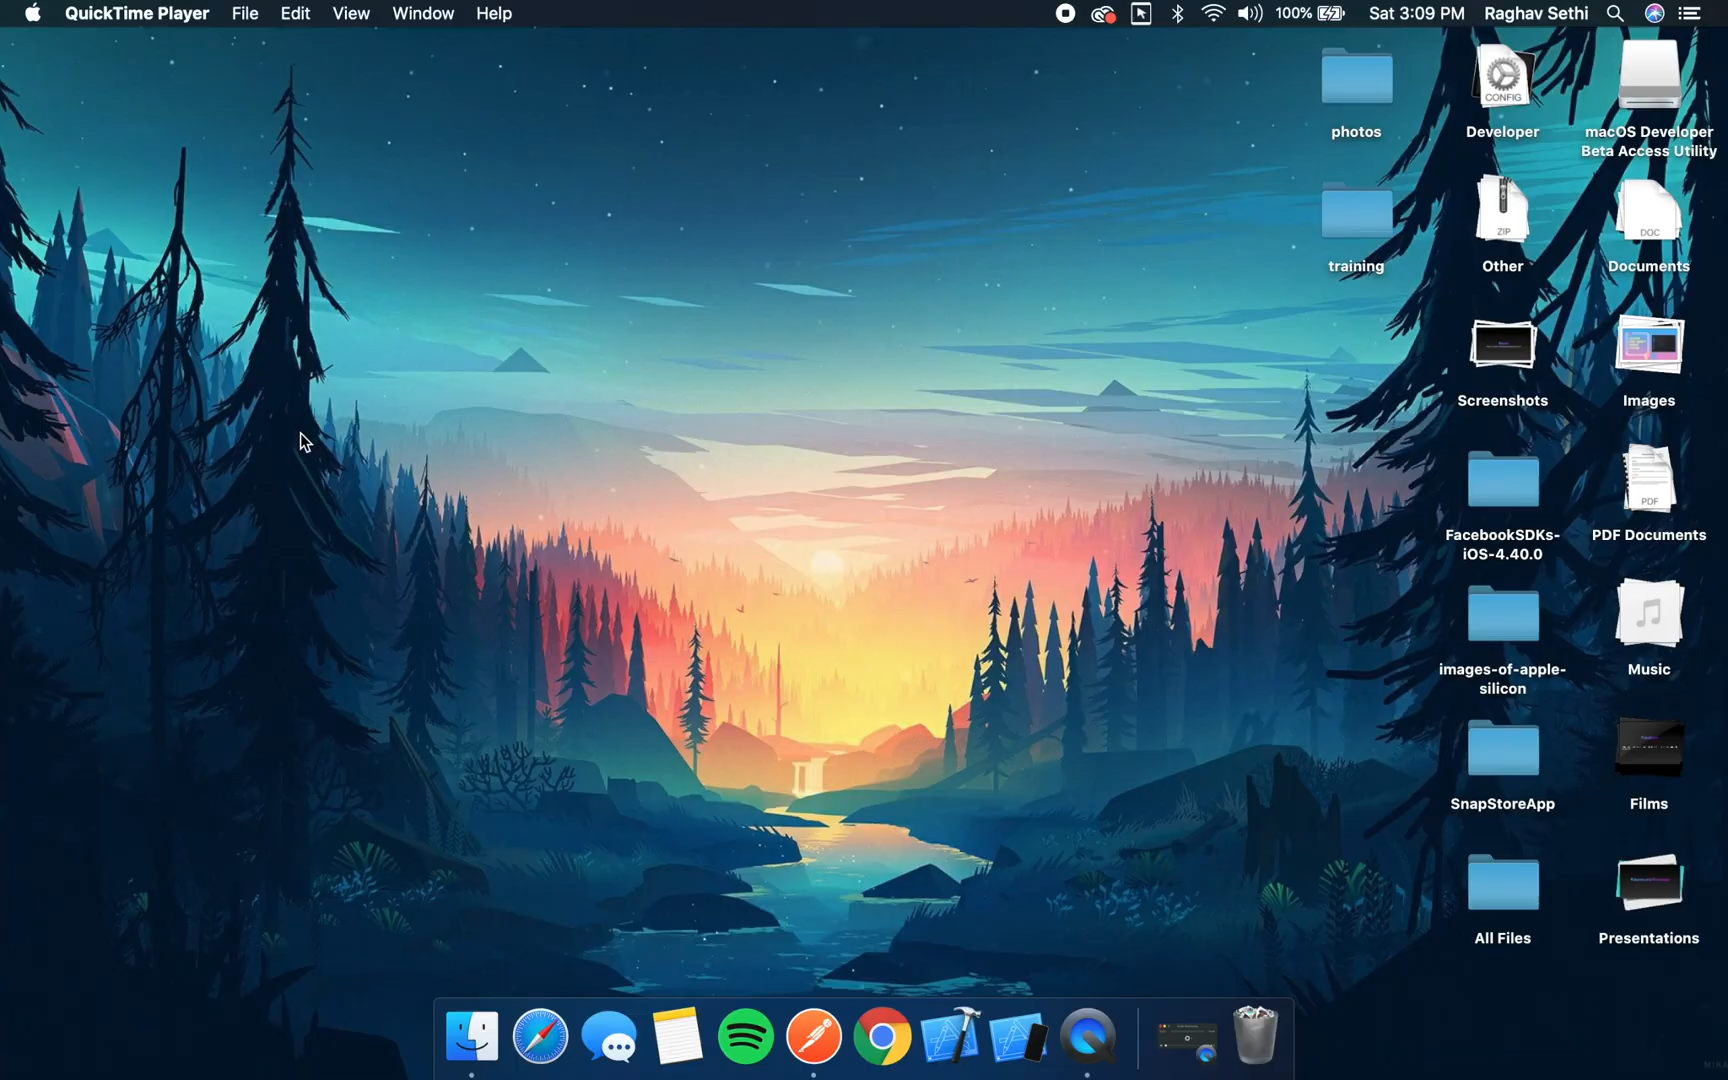 QuickTime Player File Edit View Window Help 100% Sat 3:09 PM Raghav Sethi
photos
Developer
macOS Developer
Beta Access Utility
training
Other
Documents
Screenshots
Images
FacebookSDKs-
iOS-4.40.0
PDF Documents
images-of-apple-
silicon
Music
SnapStoreApp
Films
All Files
Presentations
CONFIG
ZIP
DOC
PDF